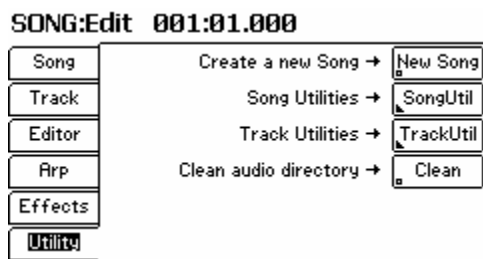 SONG:Edit 001:01.000
Song Create a new Song → New Song
Track Song Utilities → SongUtil
Editor Track Utilities → TrackUtil
Arp Clean audio directory → Clean
Effects
Utility